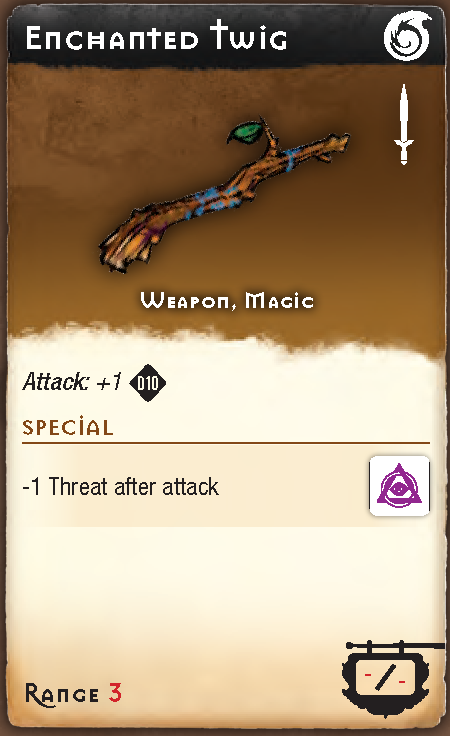 Enchanted Twig
Weapon, Magic
Attack: +1 D10
SPECIAL
-1 Threat after attack
Range 3
- / -